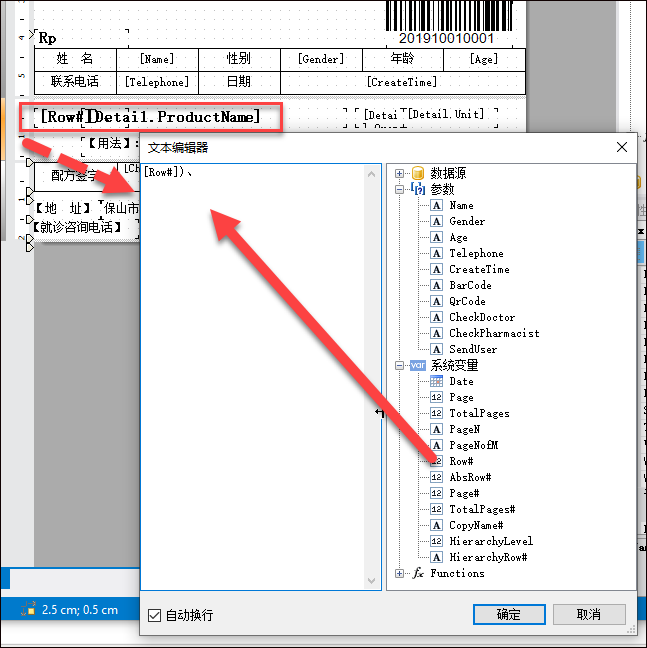 201910010001
Rp
姓 名 [Name] 性别 [Gender] 年龄 [Age]
联系电话 [Telephone] 日期 [CreateTime]
[Row#][Detail.ProductName] [Detai [Detail.Unit]
【用法】:
配方签字
【地 址】 保山市
【就诊咨询电话】
文本编辑器
[Row#])、
数据源
参数
Name
Gender
Age
Telephone
CreateTime
BarCode
QrCode
CheckDoctor
CheckPharmacist
SendUser
系统变量
Date
Page
TotalPages
PageN
PageNofM
Row#
AbsRow#
Page#
TotalPages#
CopyName#
HierarchyLevel
HierarchyRow#
Functions
自动换行
确定
取消
2.5 cm; 0.5 cm